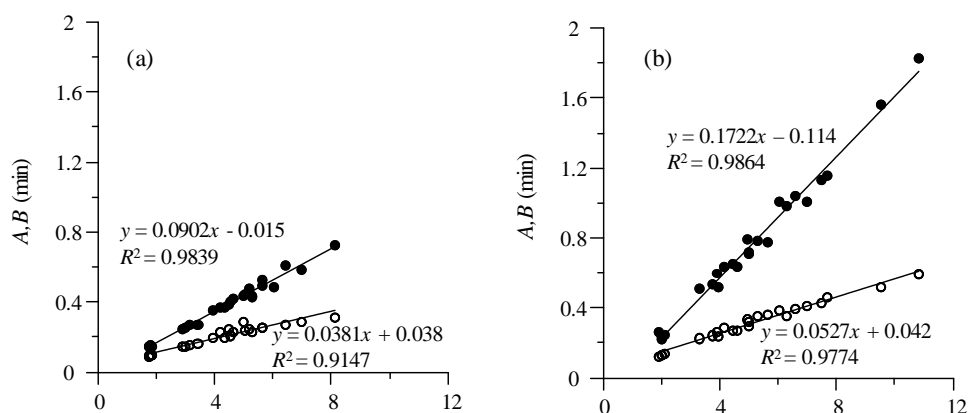 2
(a)
1.6
1.2
A,B (min)
0.8
y = 0.0902x - 0.015
R² = 0.9839
0.4
y = 0.0381x + 0.038
R² = 0.9147
0
0
4
8
12
2
(b)
1.6
y = 0.1722x – 0.114
R² = 0.9864
1.2
A,B (min)
0.8
0.4
y = 0.0527x + 0.042
R² = 0.9774
0
0
4
8
12